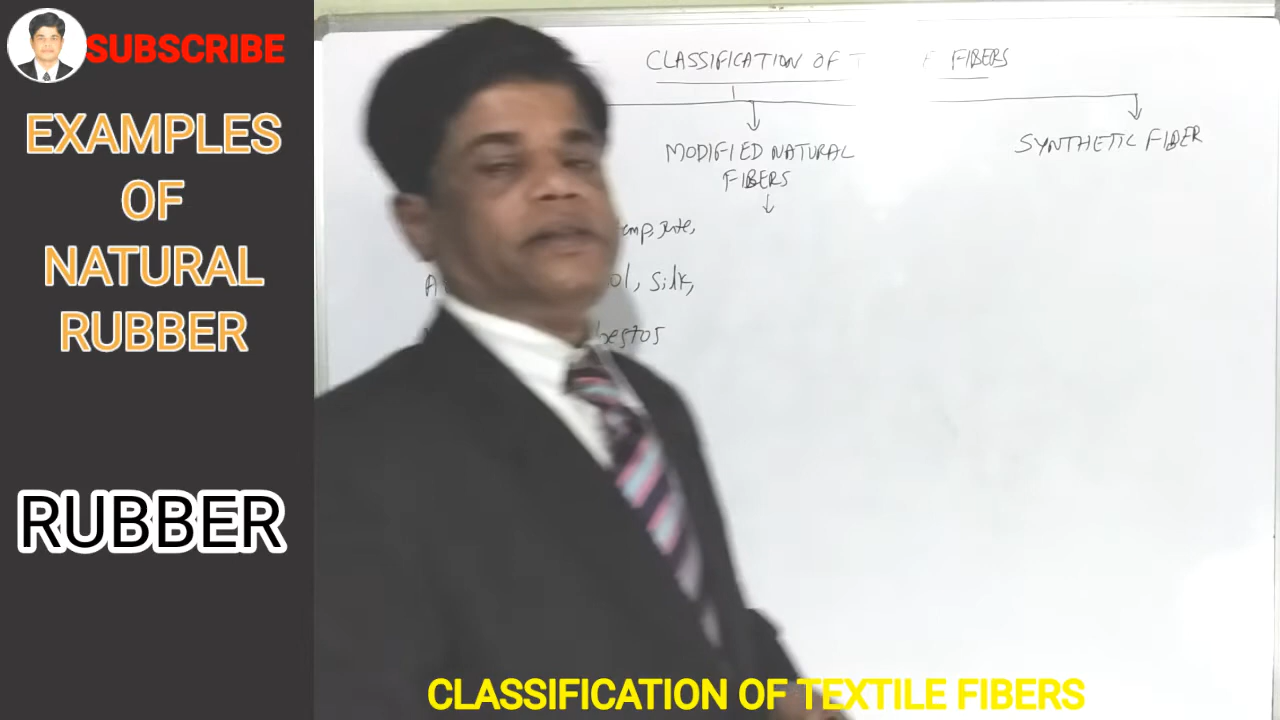 SUBSCRIBE
EXAMPLES
OF
NATURAL
RUBBER
RUBBER
CLASSIFICATION OF FIBERS
MODIFIED NATURAL
FIBERS
SYNTHETIC FIBER
Jute,
Silk,
CLASSIFICATION OF TEXTILE FIBERS